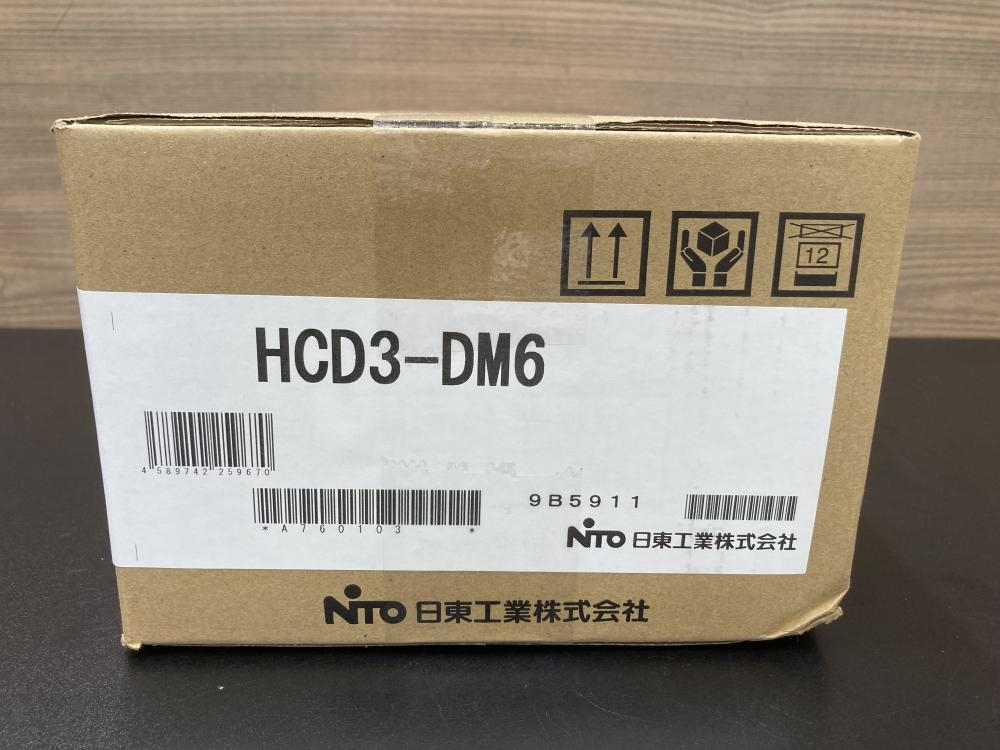 12
HCD3-DM6
4 589742 259670
*A760103 *
9B5911
NITO 日東工業株式会社
NITO 日東工業株式会社